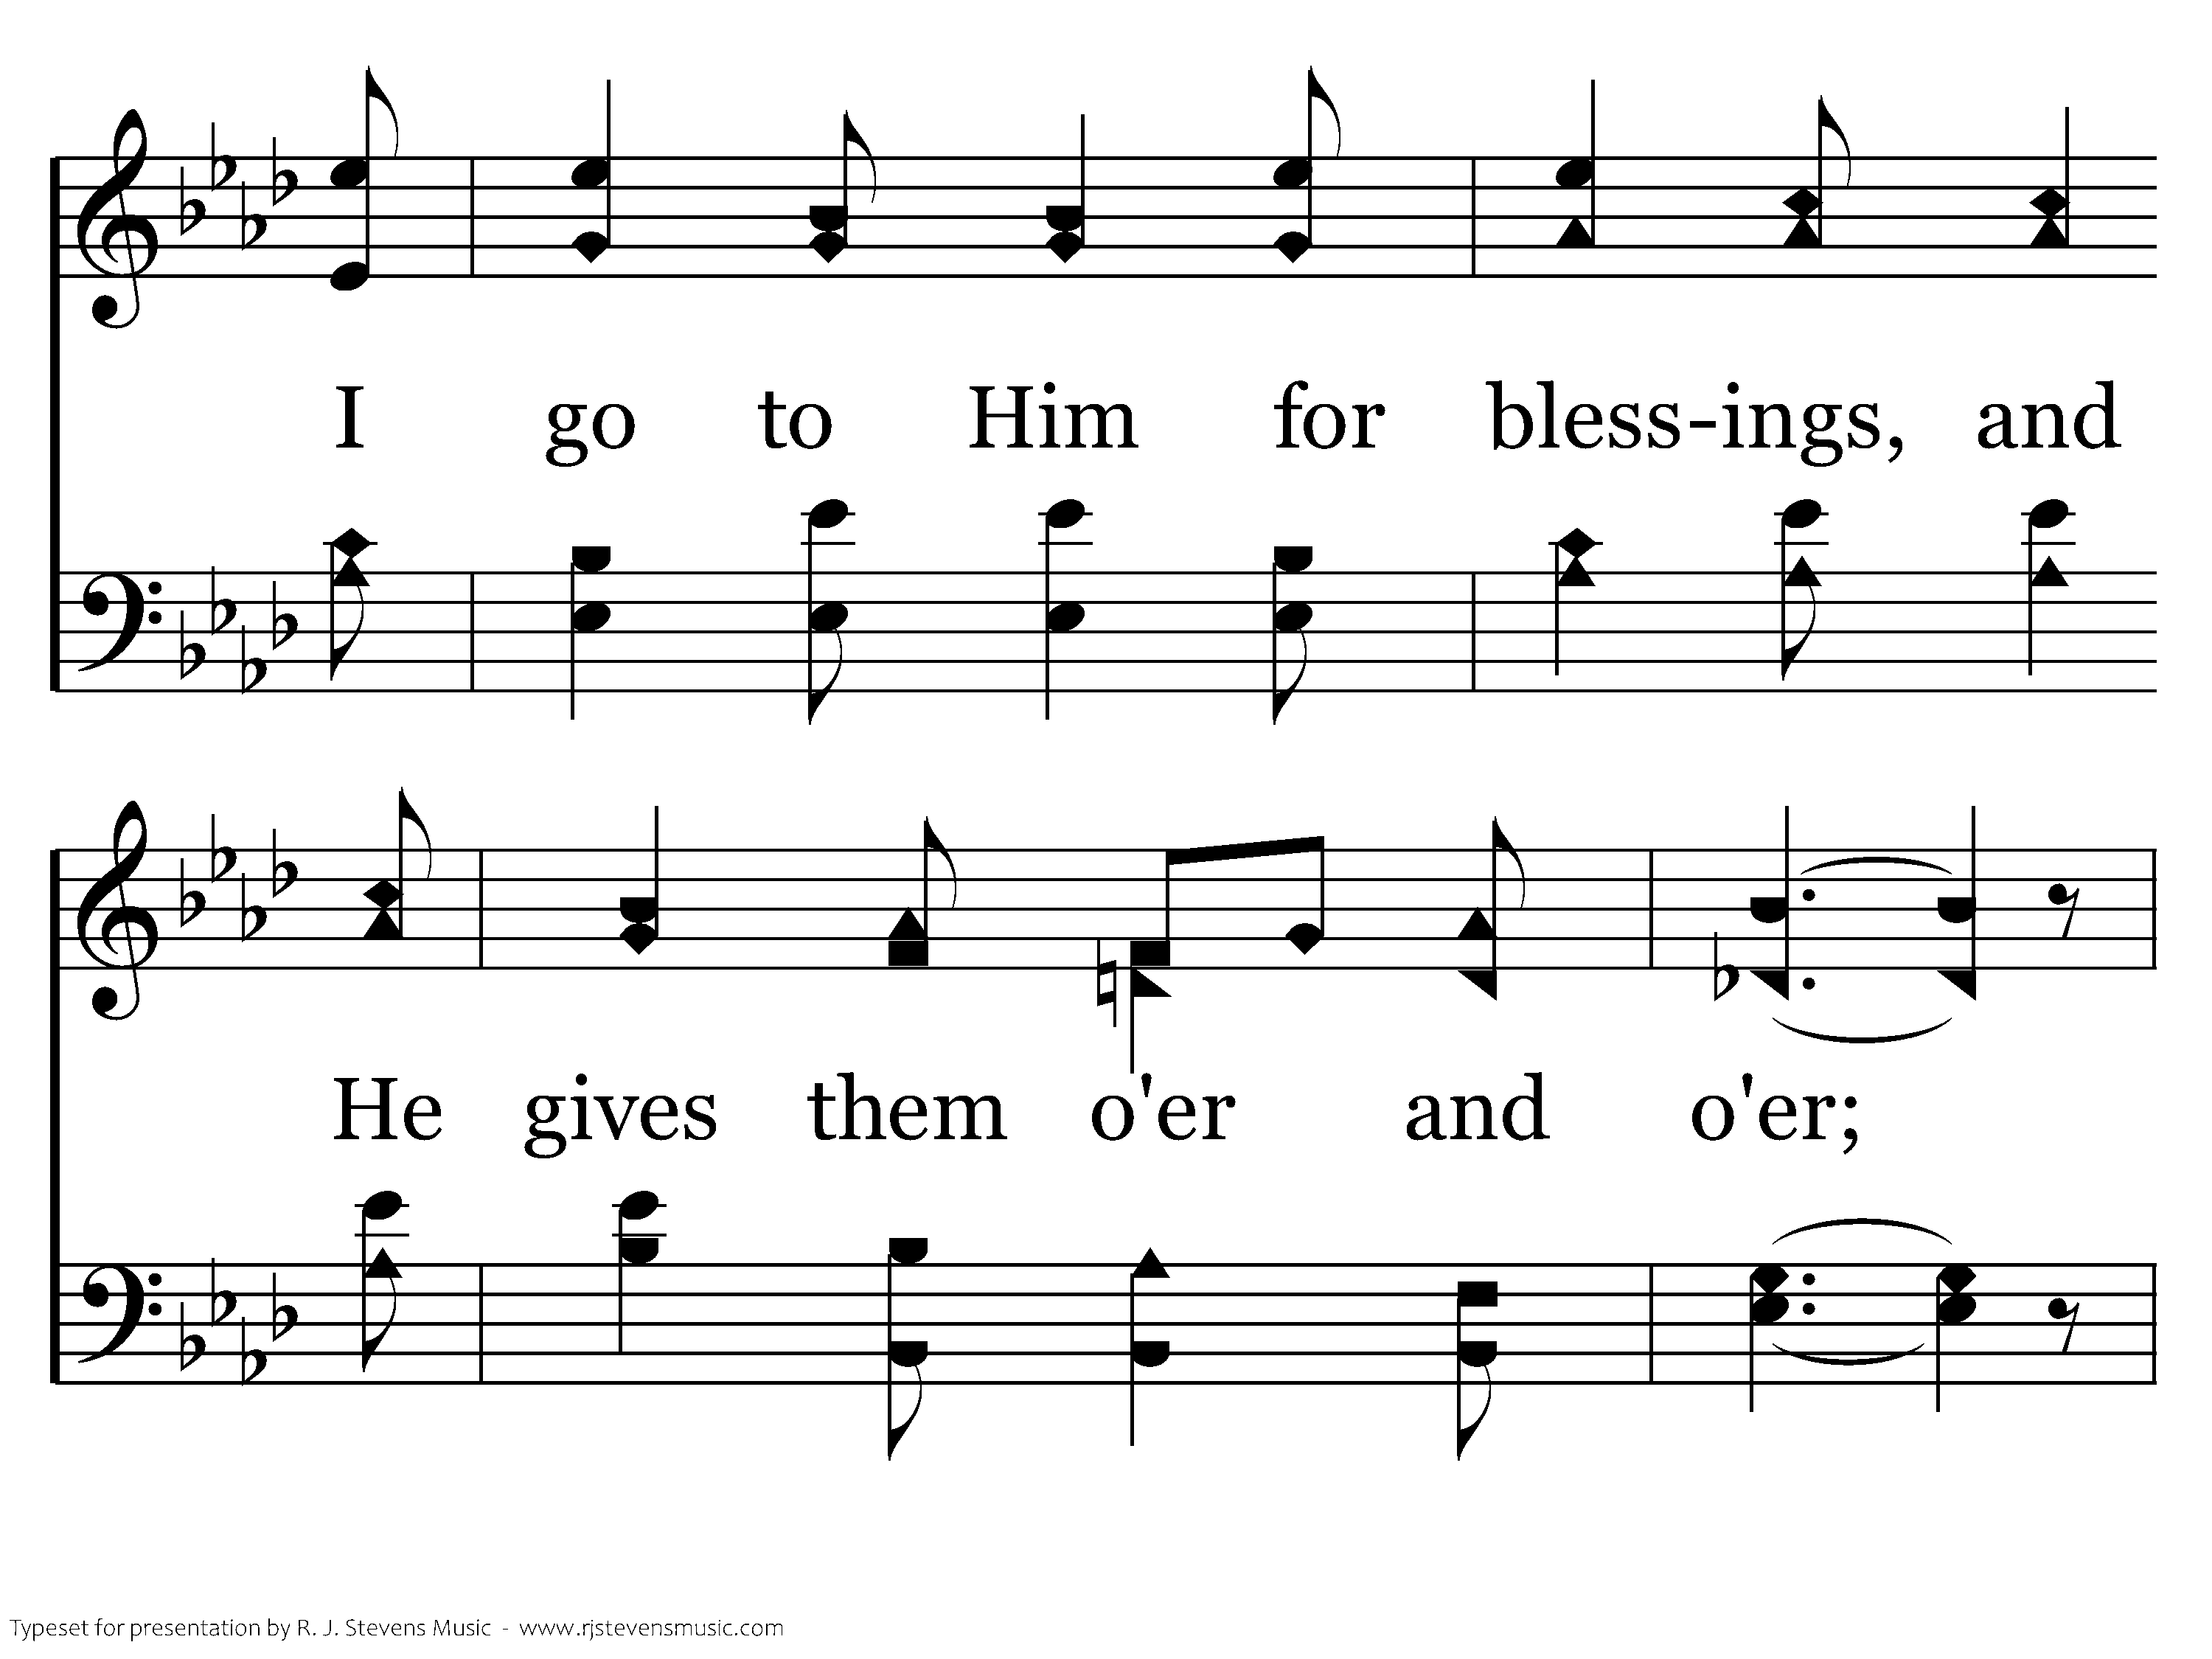 I go to Him for bless-ings, and
He gives them o'er and o'er;
Typeset for presentation by R. J. Stevens Music - www.rjstevensmusic.com